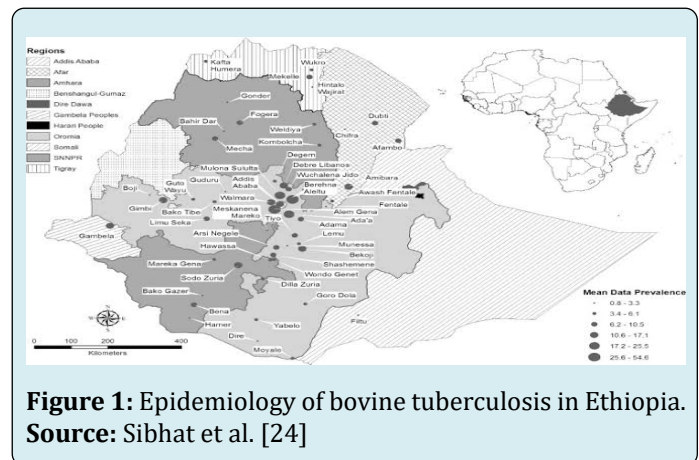 Regions
Addis Ababa
Afar
Amhara
Benshangul-Gumaz
Dire Dawa
Gambela Peoples
Harari People
Oromia
Somali
SNNPR
Tigray
Kafta
Humera
Wukro
Mekelle
Hintalo
Wajirat
Gonder
Dubti
Bahir Dar
Fogera
Weldiya
Chifra
Afambo
Mecha
Kombolcha
Degem
Mulona Sululta
Debre Libanos
Wuchalena Jido
Amibara
Boji
Guto
Wayu
Guduru
Addis
Ababa
Berehna
Aleltu
Awash Fentale
Gimbi
Walmara
Fentale
Bako Tibe
Meskanena
Mareko
Alem Gena
Limu Seka
Tiyo
Ada'a
Gambela
Adama
Arsi Negele
Lemu
Hawassa
Munessa
Mareka Gena
Bekoji
Shashemene
Sodo Zuria
Wondo Genet
Bako Gazer
Dilla Zuria
Goro Dola
Bena
Hamer
Yabelo
Filtu
Dire
Moyale
N
W
E
S
0 100 200 400
Kilometers
Mean Data Prevalence
0.8 - 3.3
3.4 - 6.1
6.2 - 10.5
10.6 - 17.1
17.2 - 25.5
25.6 - 54.6
Figure 1: Epidemiology of bovine tuberculosis in Ethiopia.
Source: Sibhat et al. [24]